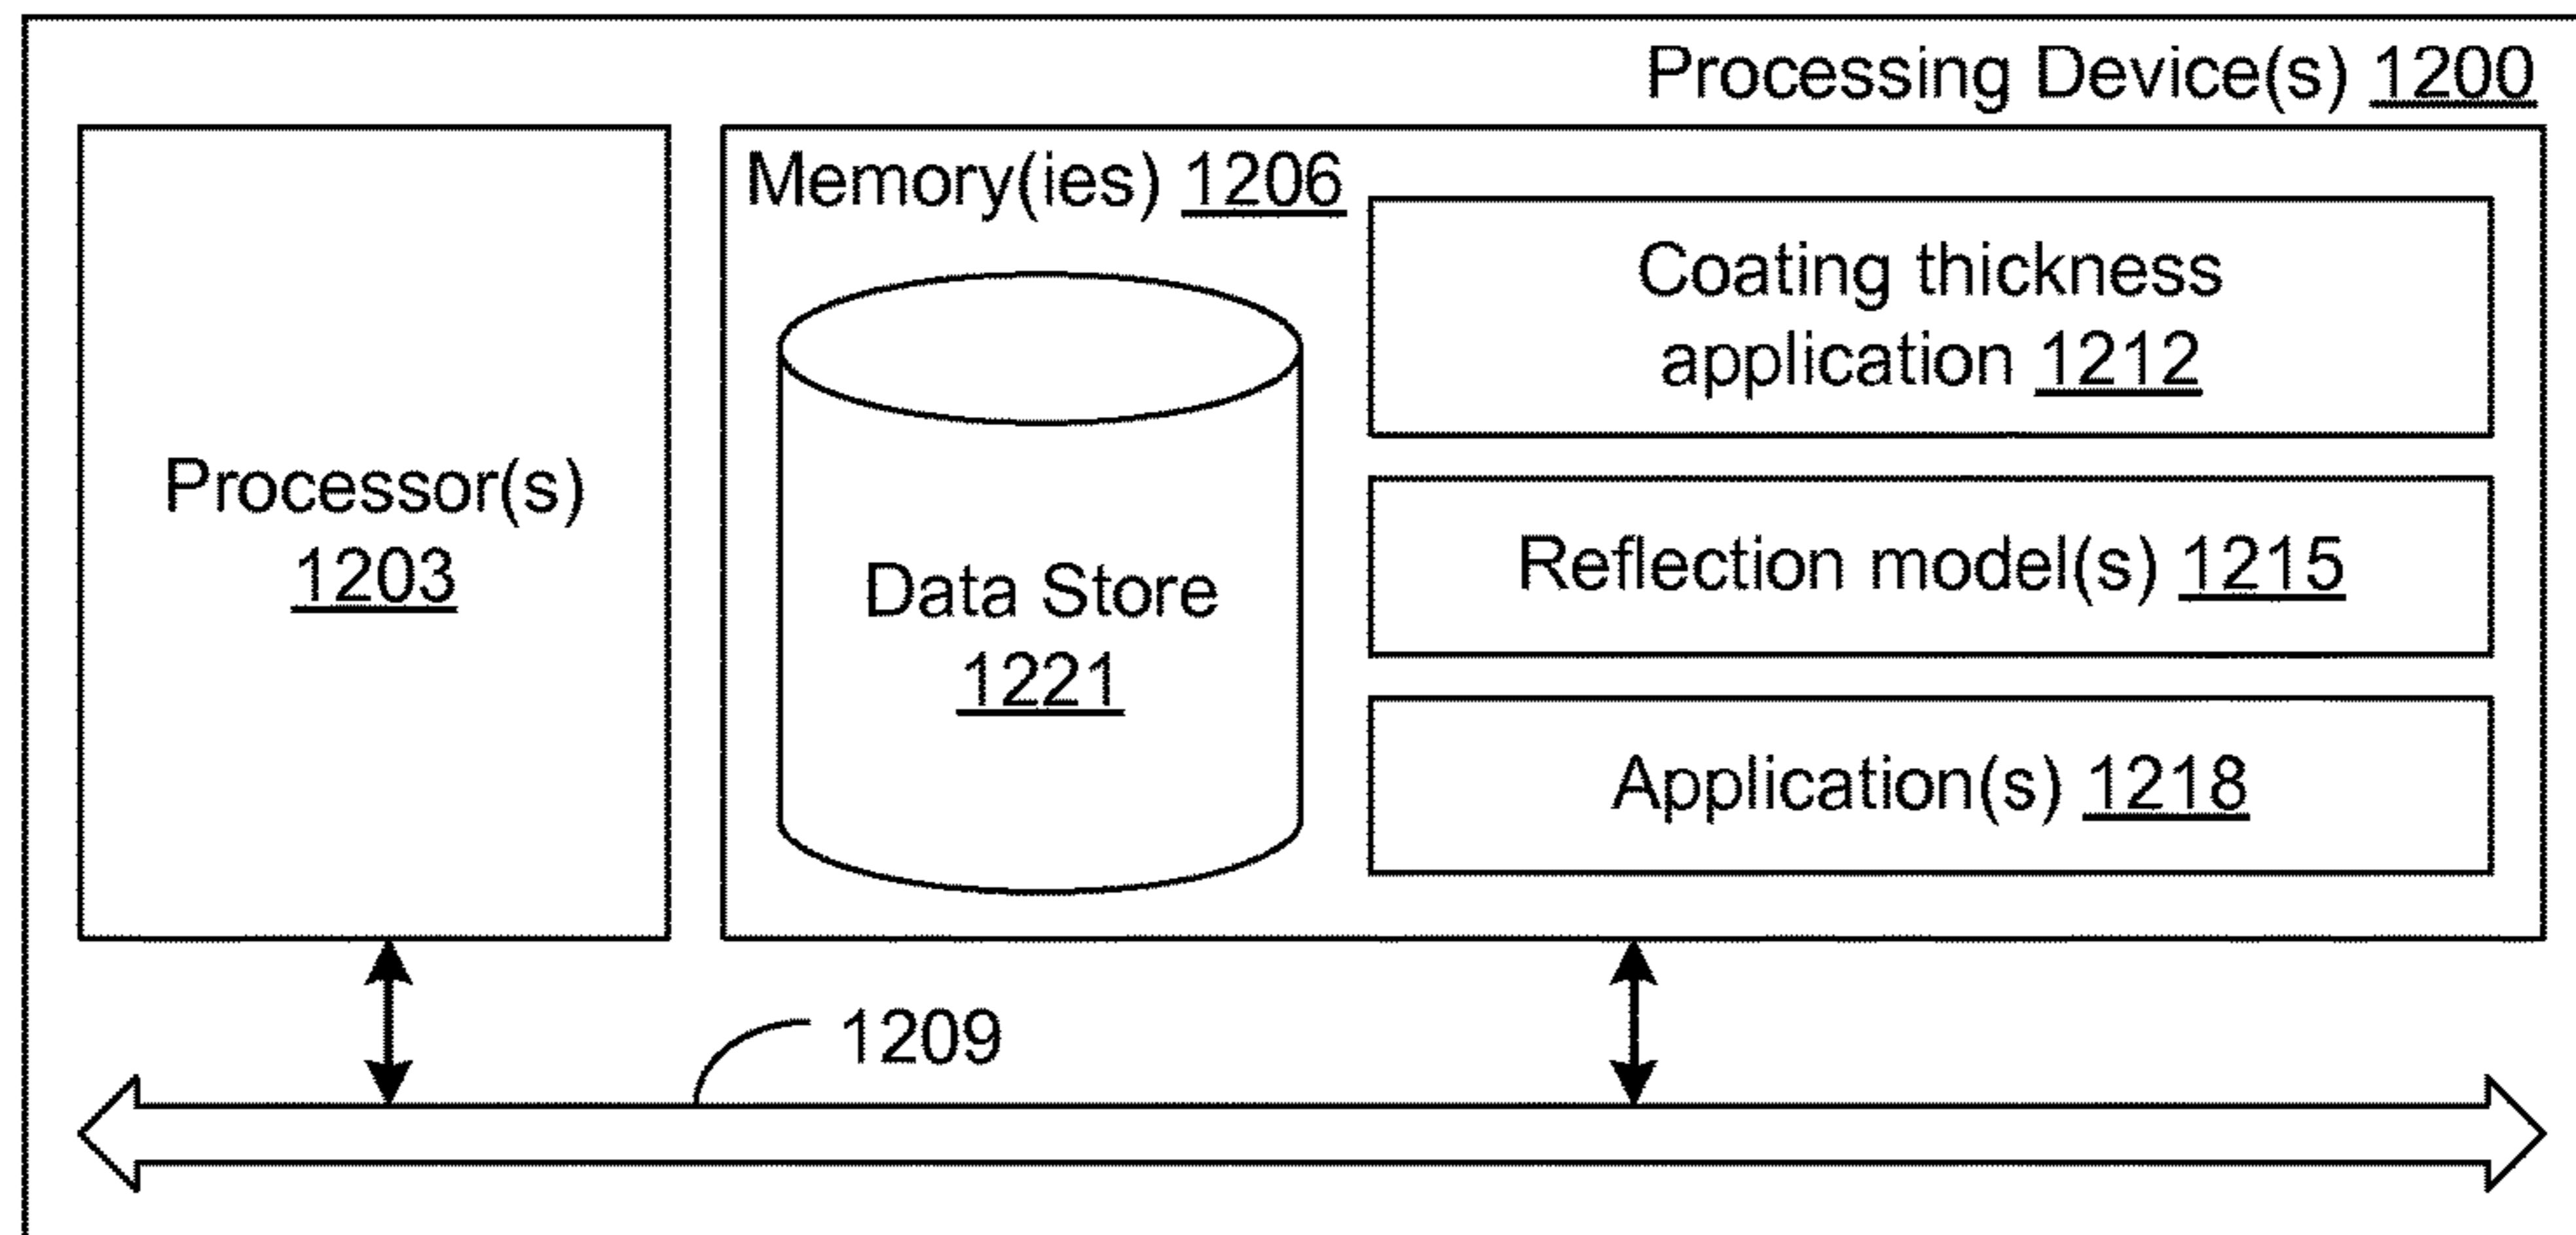 Processing Device(s) 1200
Memory(ies) 1206
Processor(s)
1203
Data Store
1221
Coating thickness
application 1212
Reflection model(s) 1215
Application(s) 1218
1209